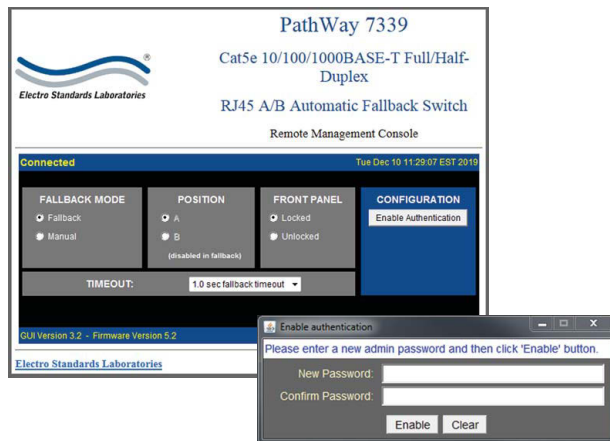 PathWay 7339
Cat5e 10/100/1000BASE-T Full/Half-
Duplex
RJ45 A/B Automatic Fallback Switch
Remote Management Console
®
Electro Standards Laboratories
Connected
Tue Dec 10 11:29:07 EST 2019
FALLBACK MODE
Fallback
Manual
POSITION
A
B
(disabled in fallback)
FRONT PANEL
Locked
Unlocked
CONFIGURATION
Enable Authentication
TIMEOUT:
1.0 sec fallback timeout
GUI Version 3.2 - Firmware Version 5.2
Electro Standards Laboratories
Enable authentication
Please enter a new admin password and then click 'Enable' button.
New Password:
Confirm Password:
Enable
Clear